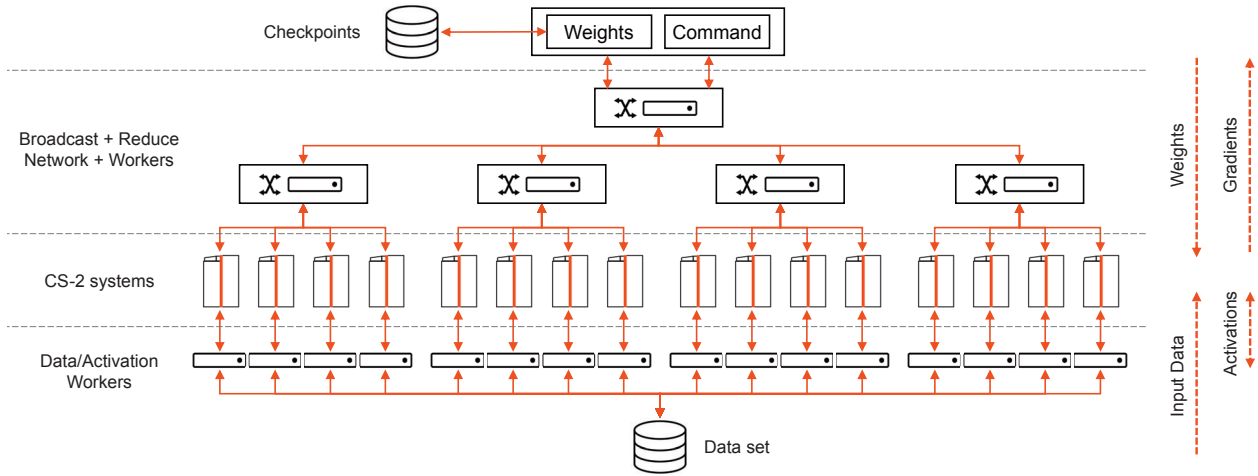 Checkpoints
Weights
Command
Broadcast + Reduce
Network + Workers
Weights
Gradients
CS-2 systems
Data/Activation
Workers
Input Data
Activations
Data set